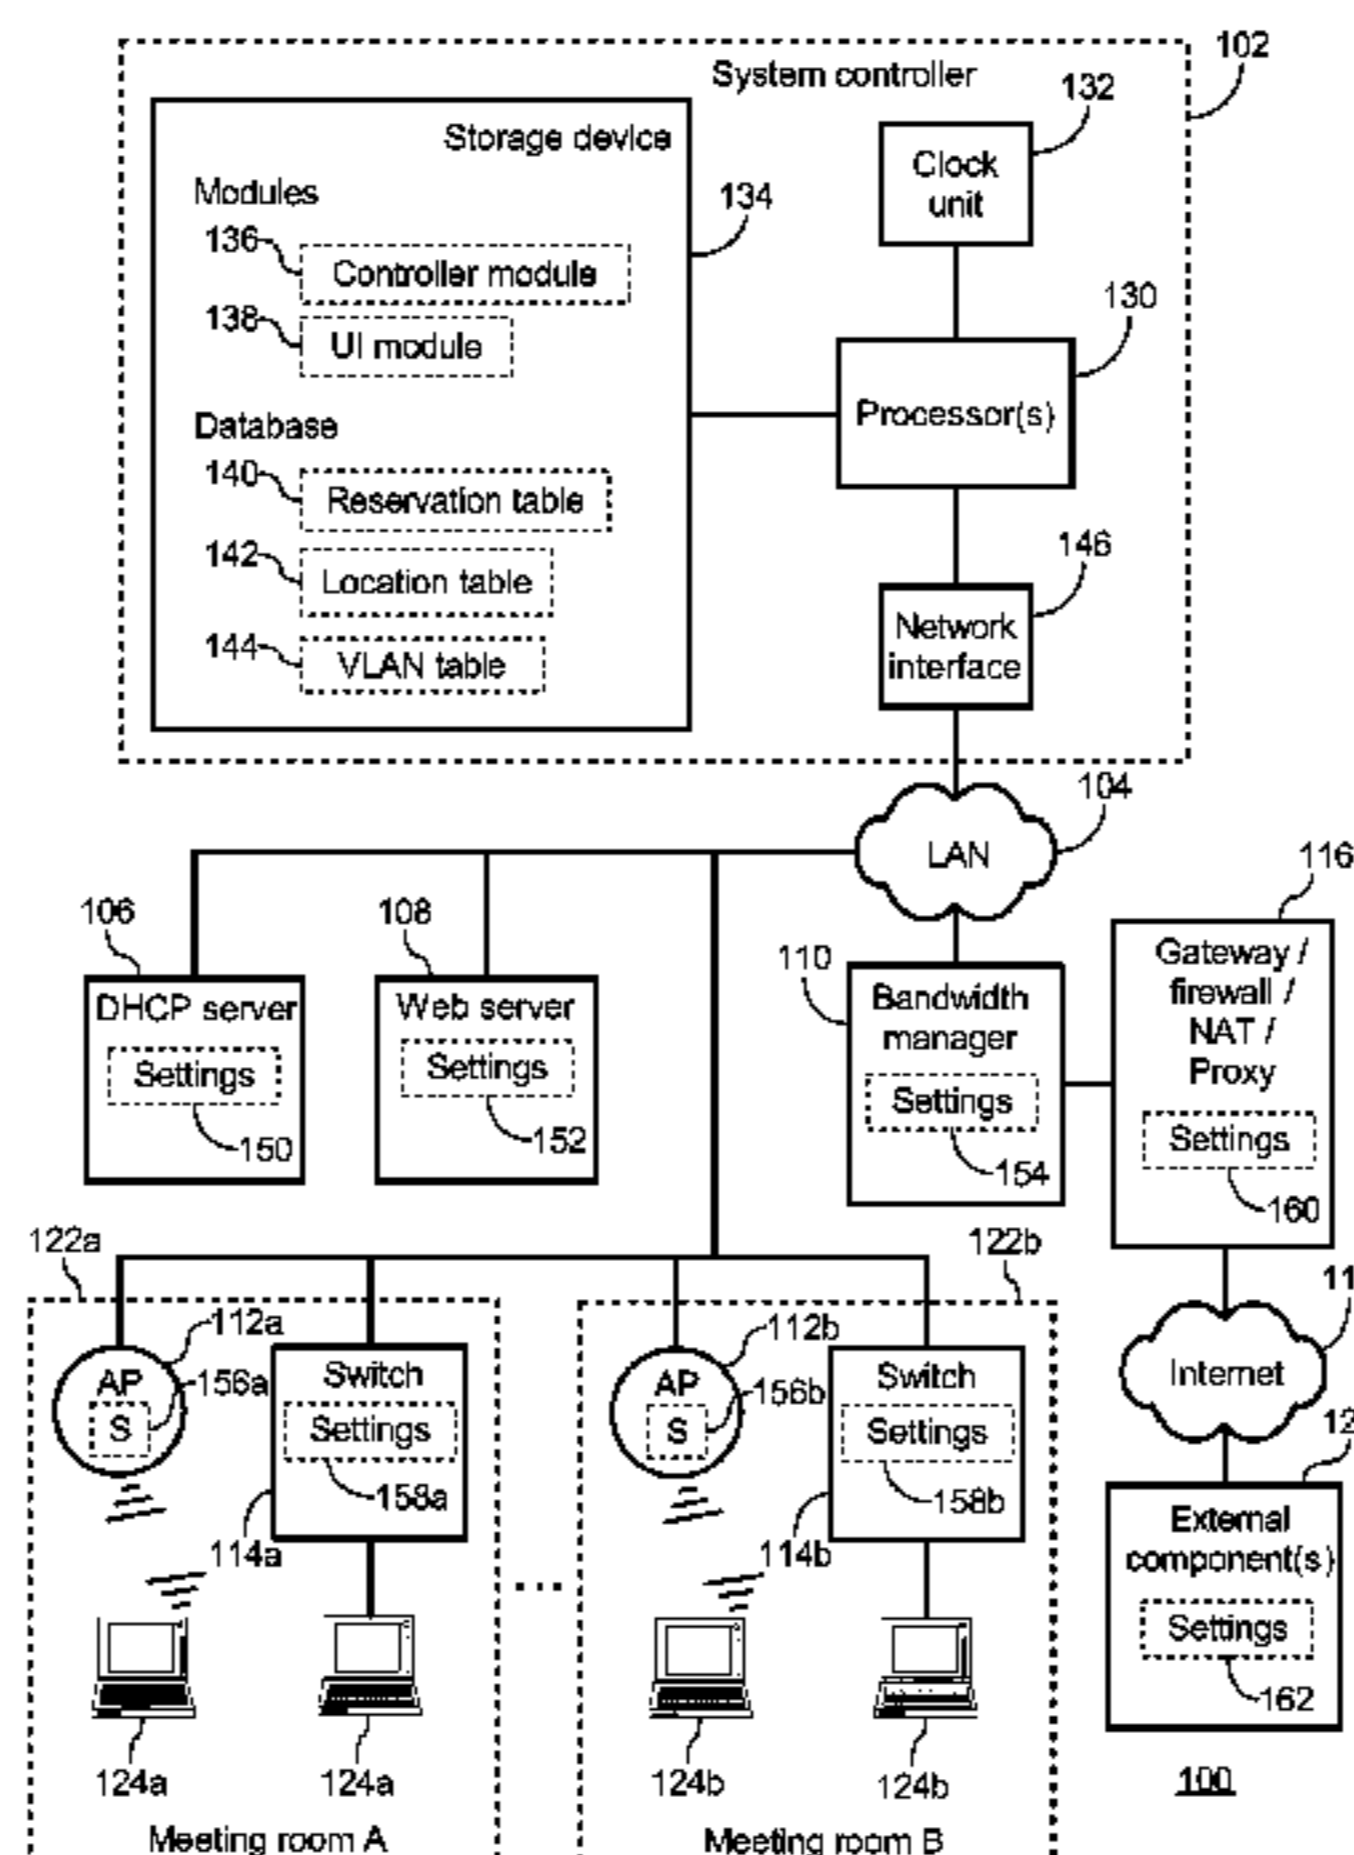 102
System controller
132
Storage device
Clock
unit
Modules
134
136
Controller module
130
138
UI module
Processor(s)
Database
140
Reservation table
142
Location table
146
Network
interface
144
VLAN table
104
LAN
116
106
108
110
Gateway /
firewall /
NAT /
Proxy
DHCP server
Web server
Bandwidth
manager
Settings
Settings
Settings
Settings
150
152
154
160
122a
122b
11
112a
112b
AP
156a
S
Switch
Settings
158a
AP
156b
S
Switch
Settings
158b
Internet
12
114a
114b
...
External
component(s)
Settings
162
124a
124a
124b
124b
100
Meeting room A
Meeting room B